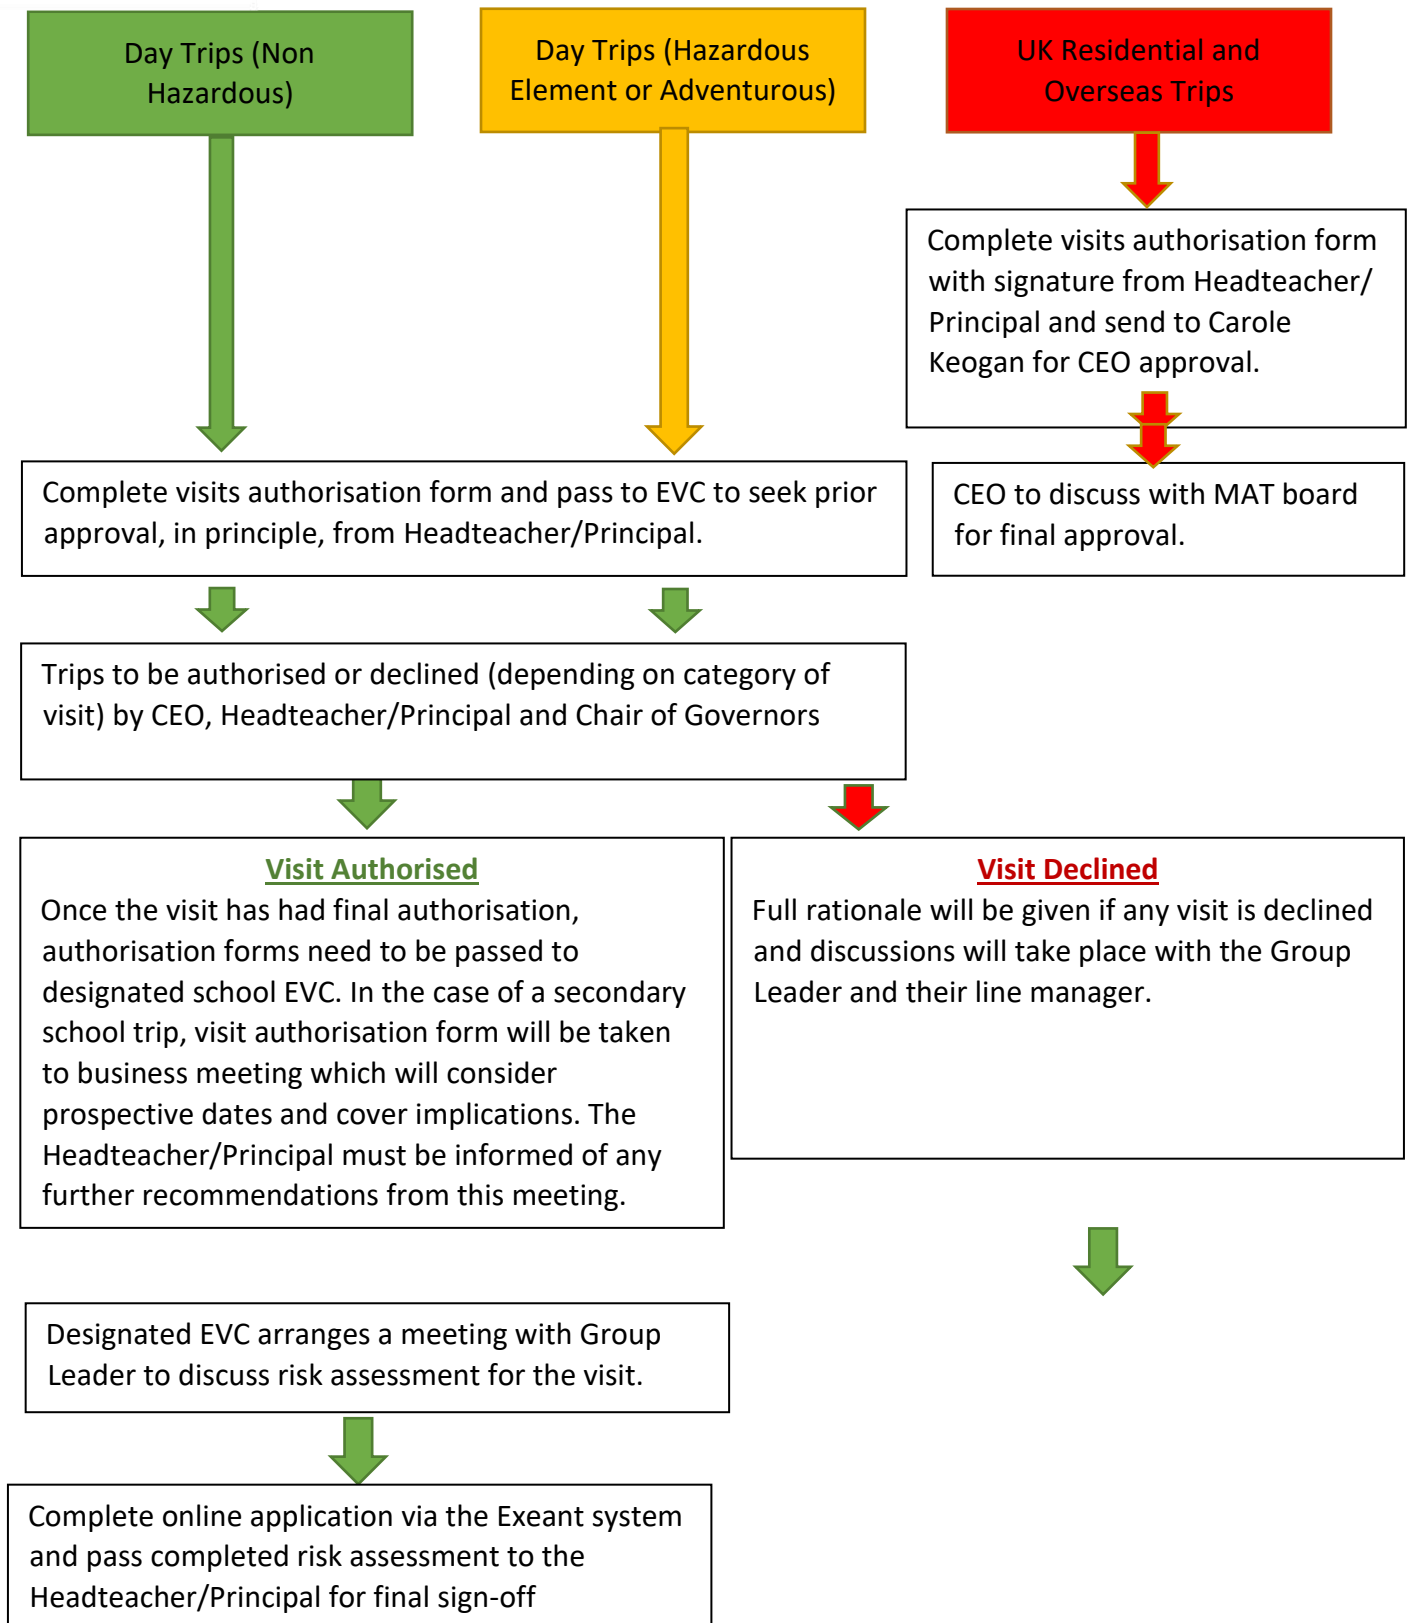 Day Trips (Non
Hazardous)
Day Trips (Hazardous
Element or Adventurous)
UK Residential and
Overseas Trips
Complete visits authorisation form
with signature from Headteacher/
Principal and send to Carole
Keogan for CEO approval.
CEO to discuss with MAT board
for final approval.
Complete visits authorisation form and pass to EVC to seek prior
approval, in principle, from Headteacher/Principal.
Trips to be authorised or declined (depending on category of
visit) by CEO, Headteacher/Principal and Chair of Governors
Visit Authorised
Once the visit has had final authorisation,
authorisation forms need to be passed to
designated school EVC. In the case of a secondary
school trip, visit authorisation form will be taken
to business meeting which will consider
prospective dates and cover implications. The
Headteacher/Principal must be informed of any
further recommendations from this meeting.
Visit Declined
Full rationale will be given if any visit is declined
and discussions will take place with the Group
Leader and their line manager.
Designated EVC arranges a meeting with Group
Leader to discuss risk assessment for the visit.
Complete online application via the Exeant system
and pass completed risk assessment to the
Headteacher/Principal for final sign-off